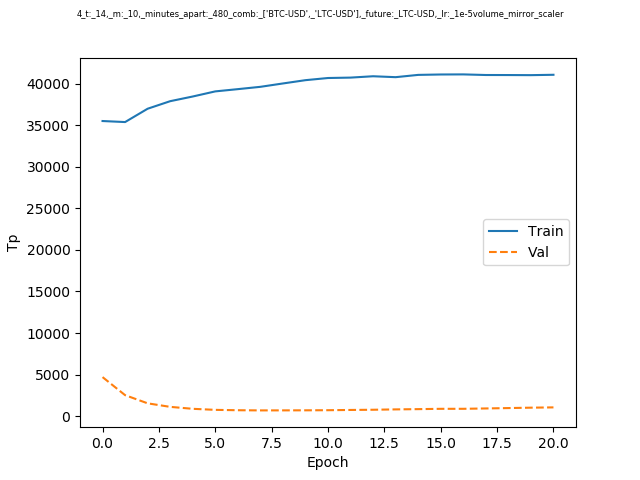 4_t:_14,_m:_10,_minutes_apart:_480_comb:_['BTC-USD',_'LTC-USD'],_future:_LTC-USD,_lr:_1e-5volume_mirror_scaler
40000
35000
30000
25000
20000
15000
10000
5000
0
Tp
Train
Val
0.0 2.5 5.0 7.5 10.0 12.5 15.0 17.5 20.0
Epoch